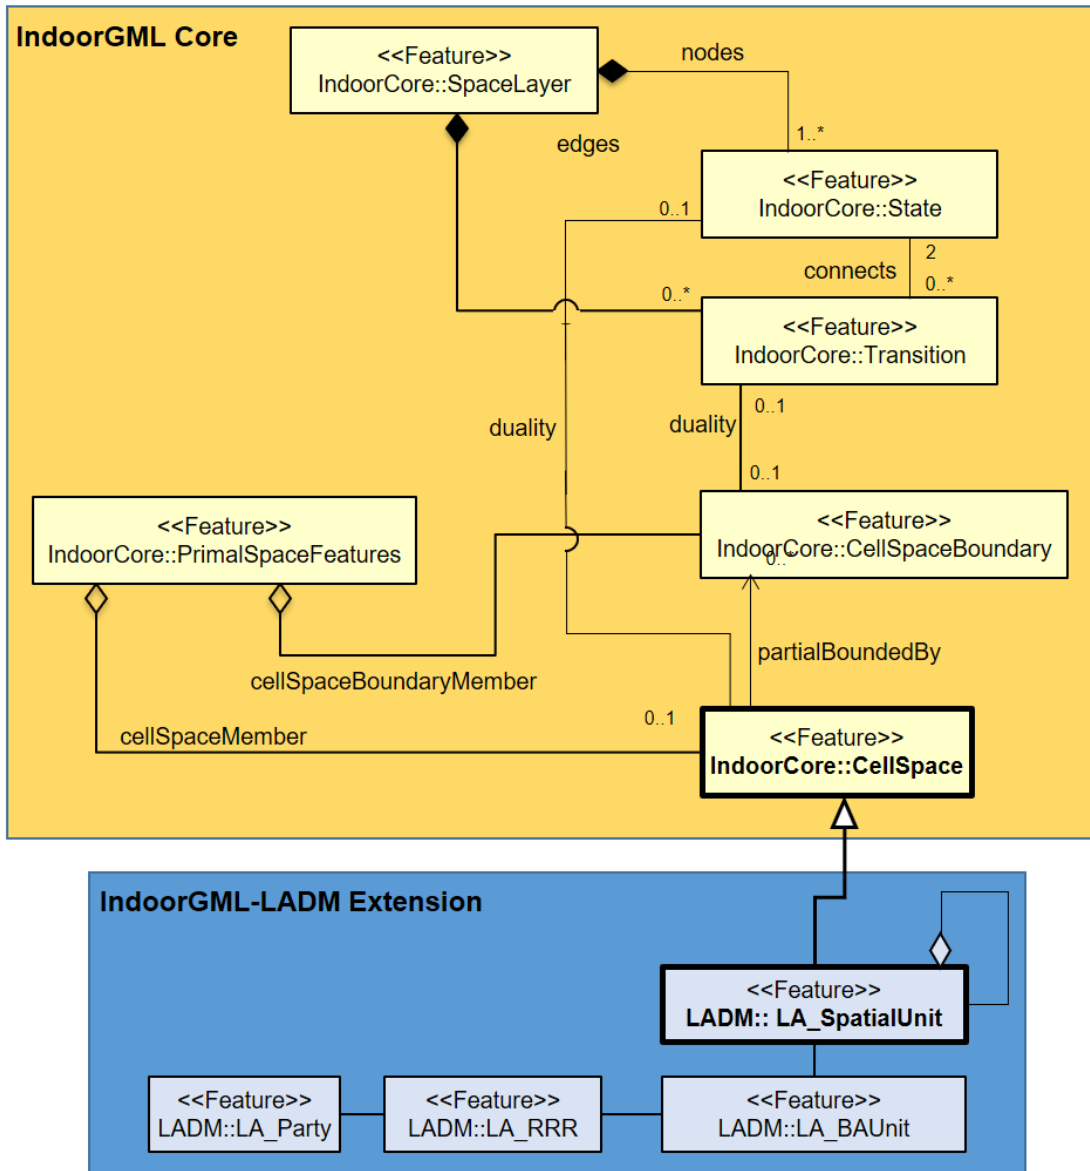 IndoorGML Core
<<Feature>>
IndoorCore::SpaceLayer
nodes
edges
1..*
<<Feature>>
IndoorCore::State
0..1
2
connects
0..*
0..*
<<Feature>>
IndoorCore::Transition
0..1
duality
duality
0..1
<<Feature>>
IndoorCore::PrimalSpaceFeatures
<<Feature>>
IndoorCore::CellSpaceBoundary
0..*
partialBoundedBy
cellSpaceBoundaryMember
0..1
cellSpaceMember
<<Feature>>
IndoorCore::CellSpace
IndoorGML-LADM Extension
<<Feature>>
LADM:: LA_SpatialUnit
<<Feature>>
LADM::LA_Party
<<Feature>>
LADM::LA_RRR
<<Feature>>
LADM::LA_BAUnit